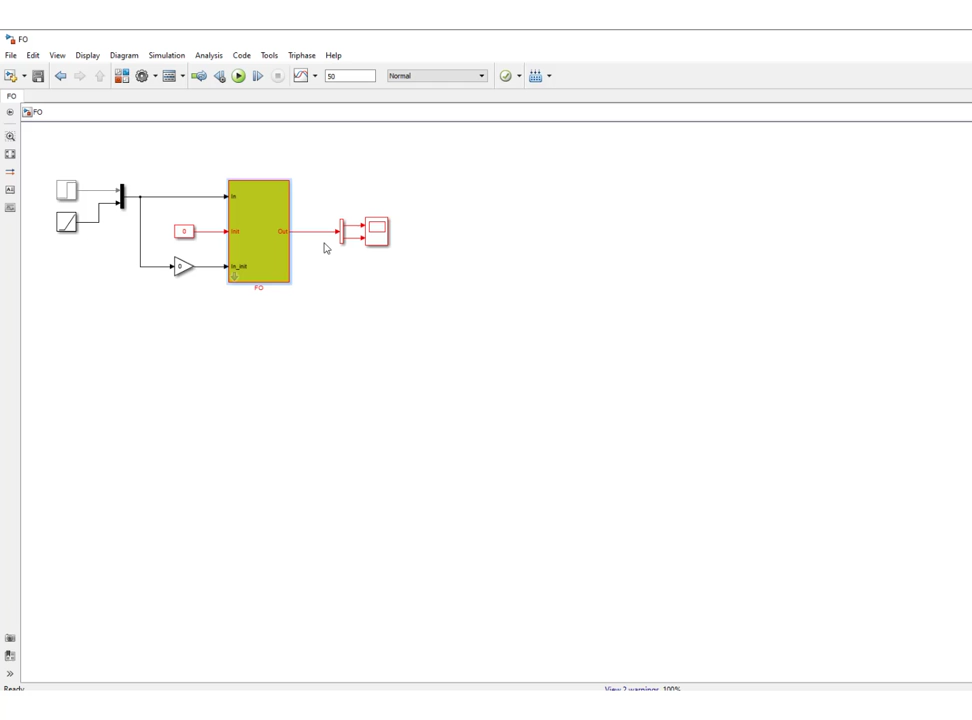 FO
File Edit View Display Diagram Simulation Analysis Code Tools Triphase Help
50 Normal
FO
FO
In
0 Init Out
0 In_init
FO
Ready View 2 warnings 100%